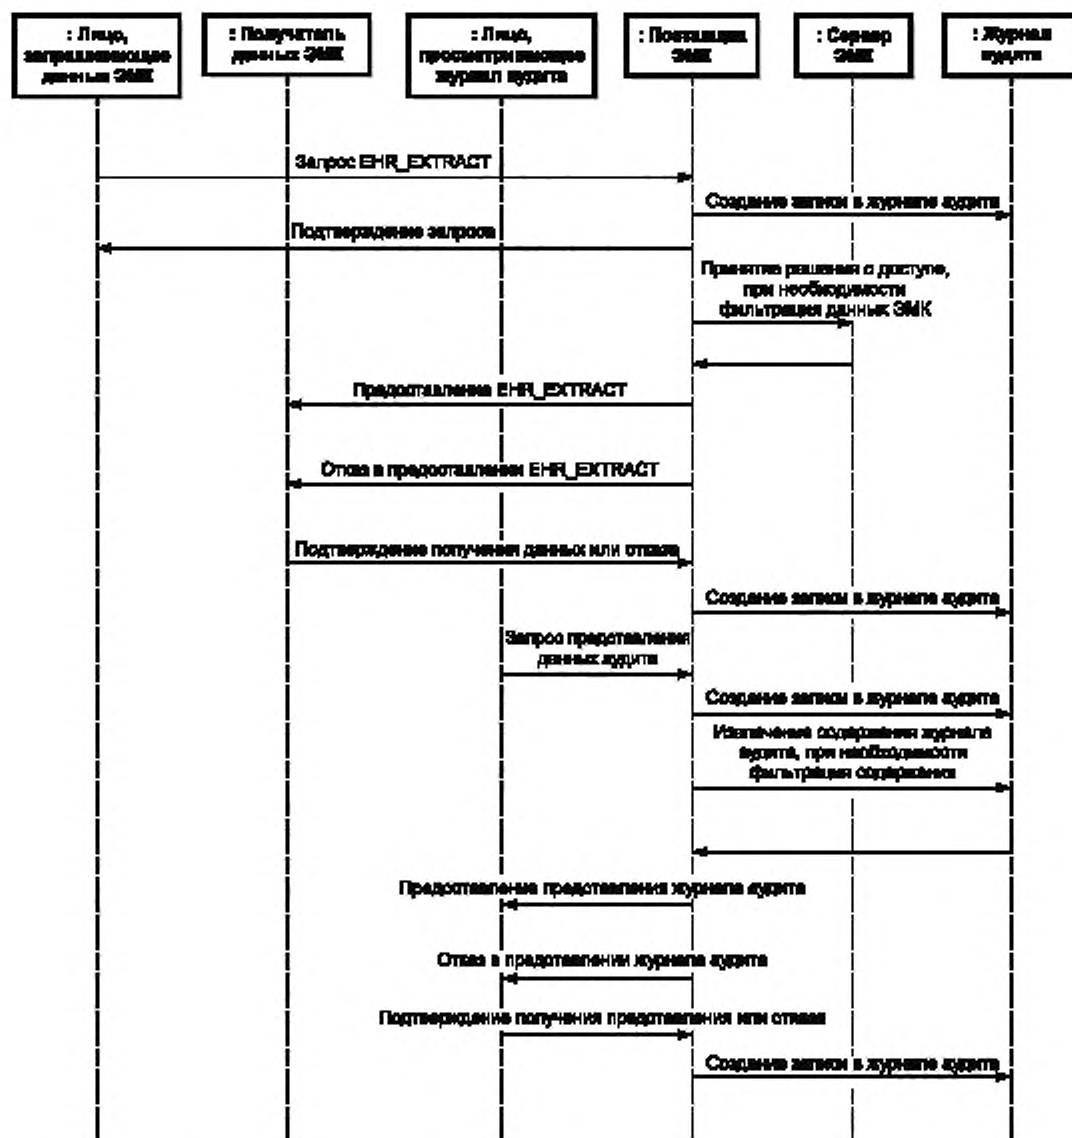 : Лицо,
запрашивающее
данные ЭМК
: Получатель
данных ЭМК
: Лицо,
просматривающее
журнал аудита
: Поставщик
ЭМК
: Сервер
ЭМК
: Журнал
аудита
Запрос EHR_EXTRACT
Создание записи в журнале аудита
Подтверждение запроса
Принятие решения о доступе,
при необходимости
фильтрация данных ЭМК
Предоставление EHR_EXTRACT
Отказ в предоставлении EHR_EXTRACT
Подтверждение получения данных или отказа
Создание записи в журнале аудита
Запрос представления
данных аудита
Создание записи в журнале аудита
Извлечение содержания журнала
аудита, при необходимости
фильтрация содержания
Предоставление представления журнала аудита
Отказ в предоставлении журнала аудита
Подтверждение получения представления или отказа
Создание записи в журнале аудита